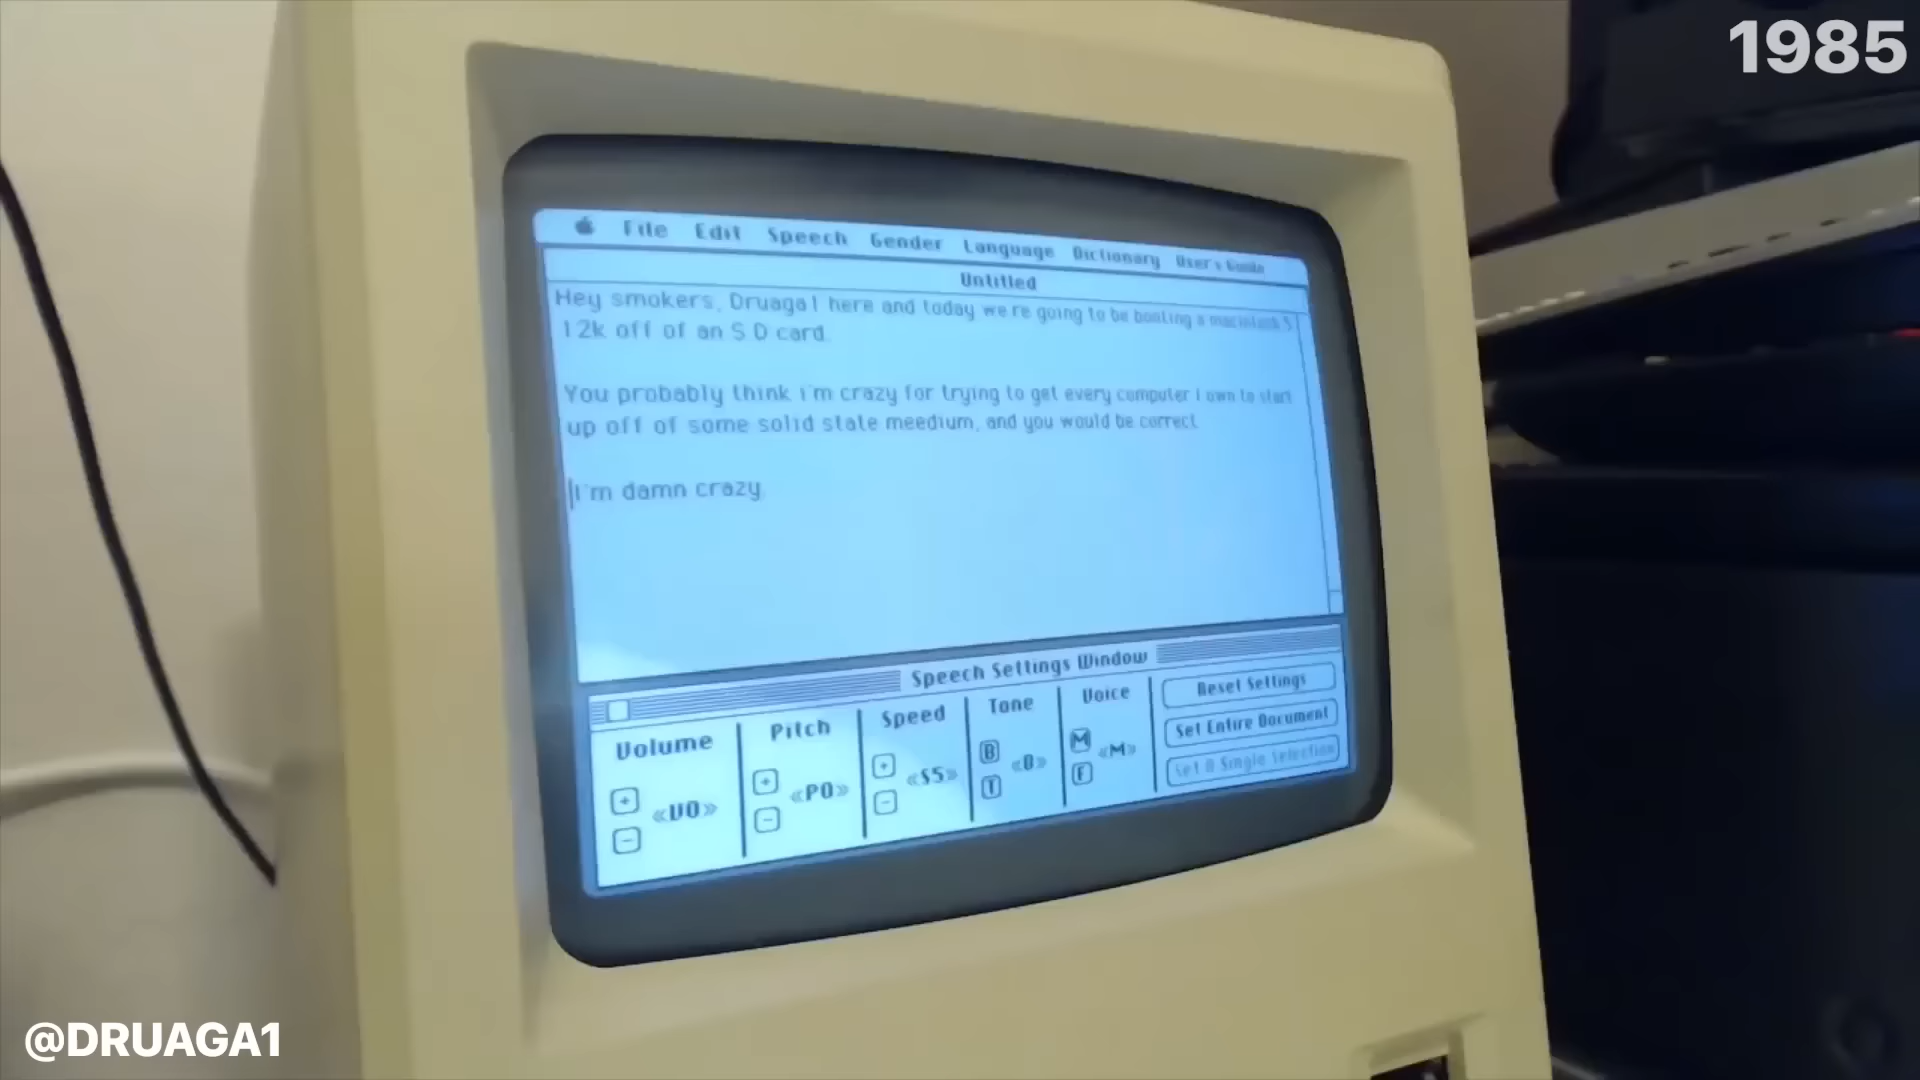 1985
File Edit Speech Gender Language Dictionary User's Guide
Untitled
Hey smokers, Druaga1 here and today we're going to be booting a macintosh 5
12k off of an S D card.
You probably think i'm crazy for trying to get every computer I own to start
up off of some solid state meedium, and you would be correct.
I'm damn crazy.
Speech Settings Window
Volume Pitch Speed Tone Voice
+ «V0» −
+ «P0» −
+ «S5» −
B «B» T
M «M» F
Reset Settings
Set Entire Document
Set A Single Selection
@DRUAGA1